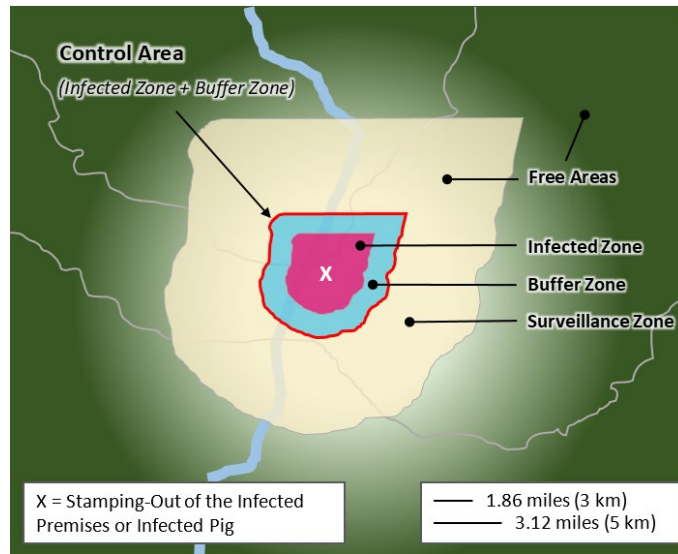 Control Area
(Infected Zone + Buffer Zone)
Free Areas
Infected Zone
X
Buffer Zone
Surveillance Zone
X = Stamping-Out of the Infected
Premises or Infected Pig
1.86 miles (3 km)
3.12 miles (5 km)